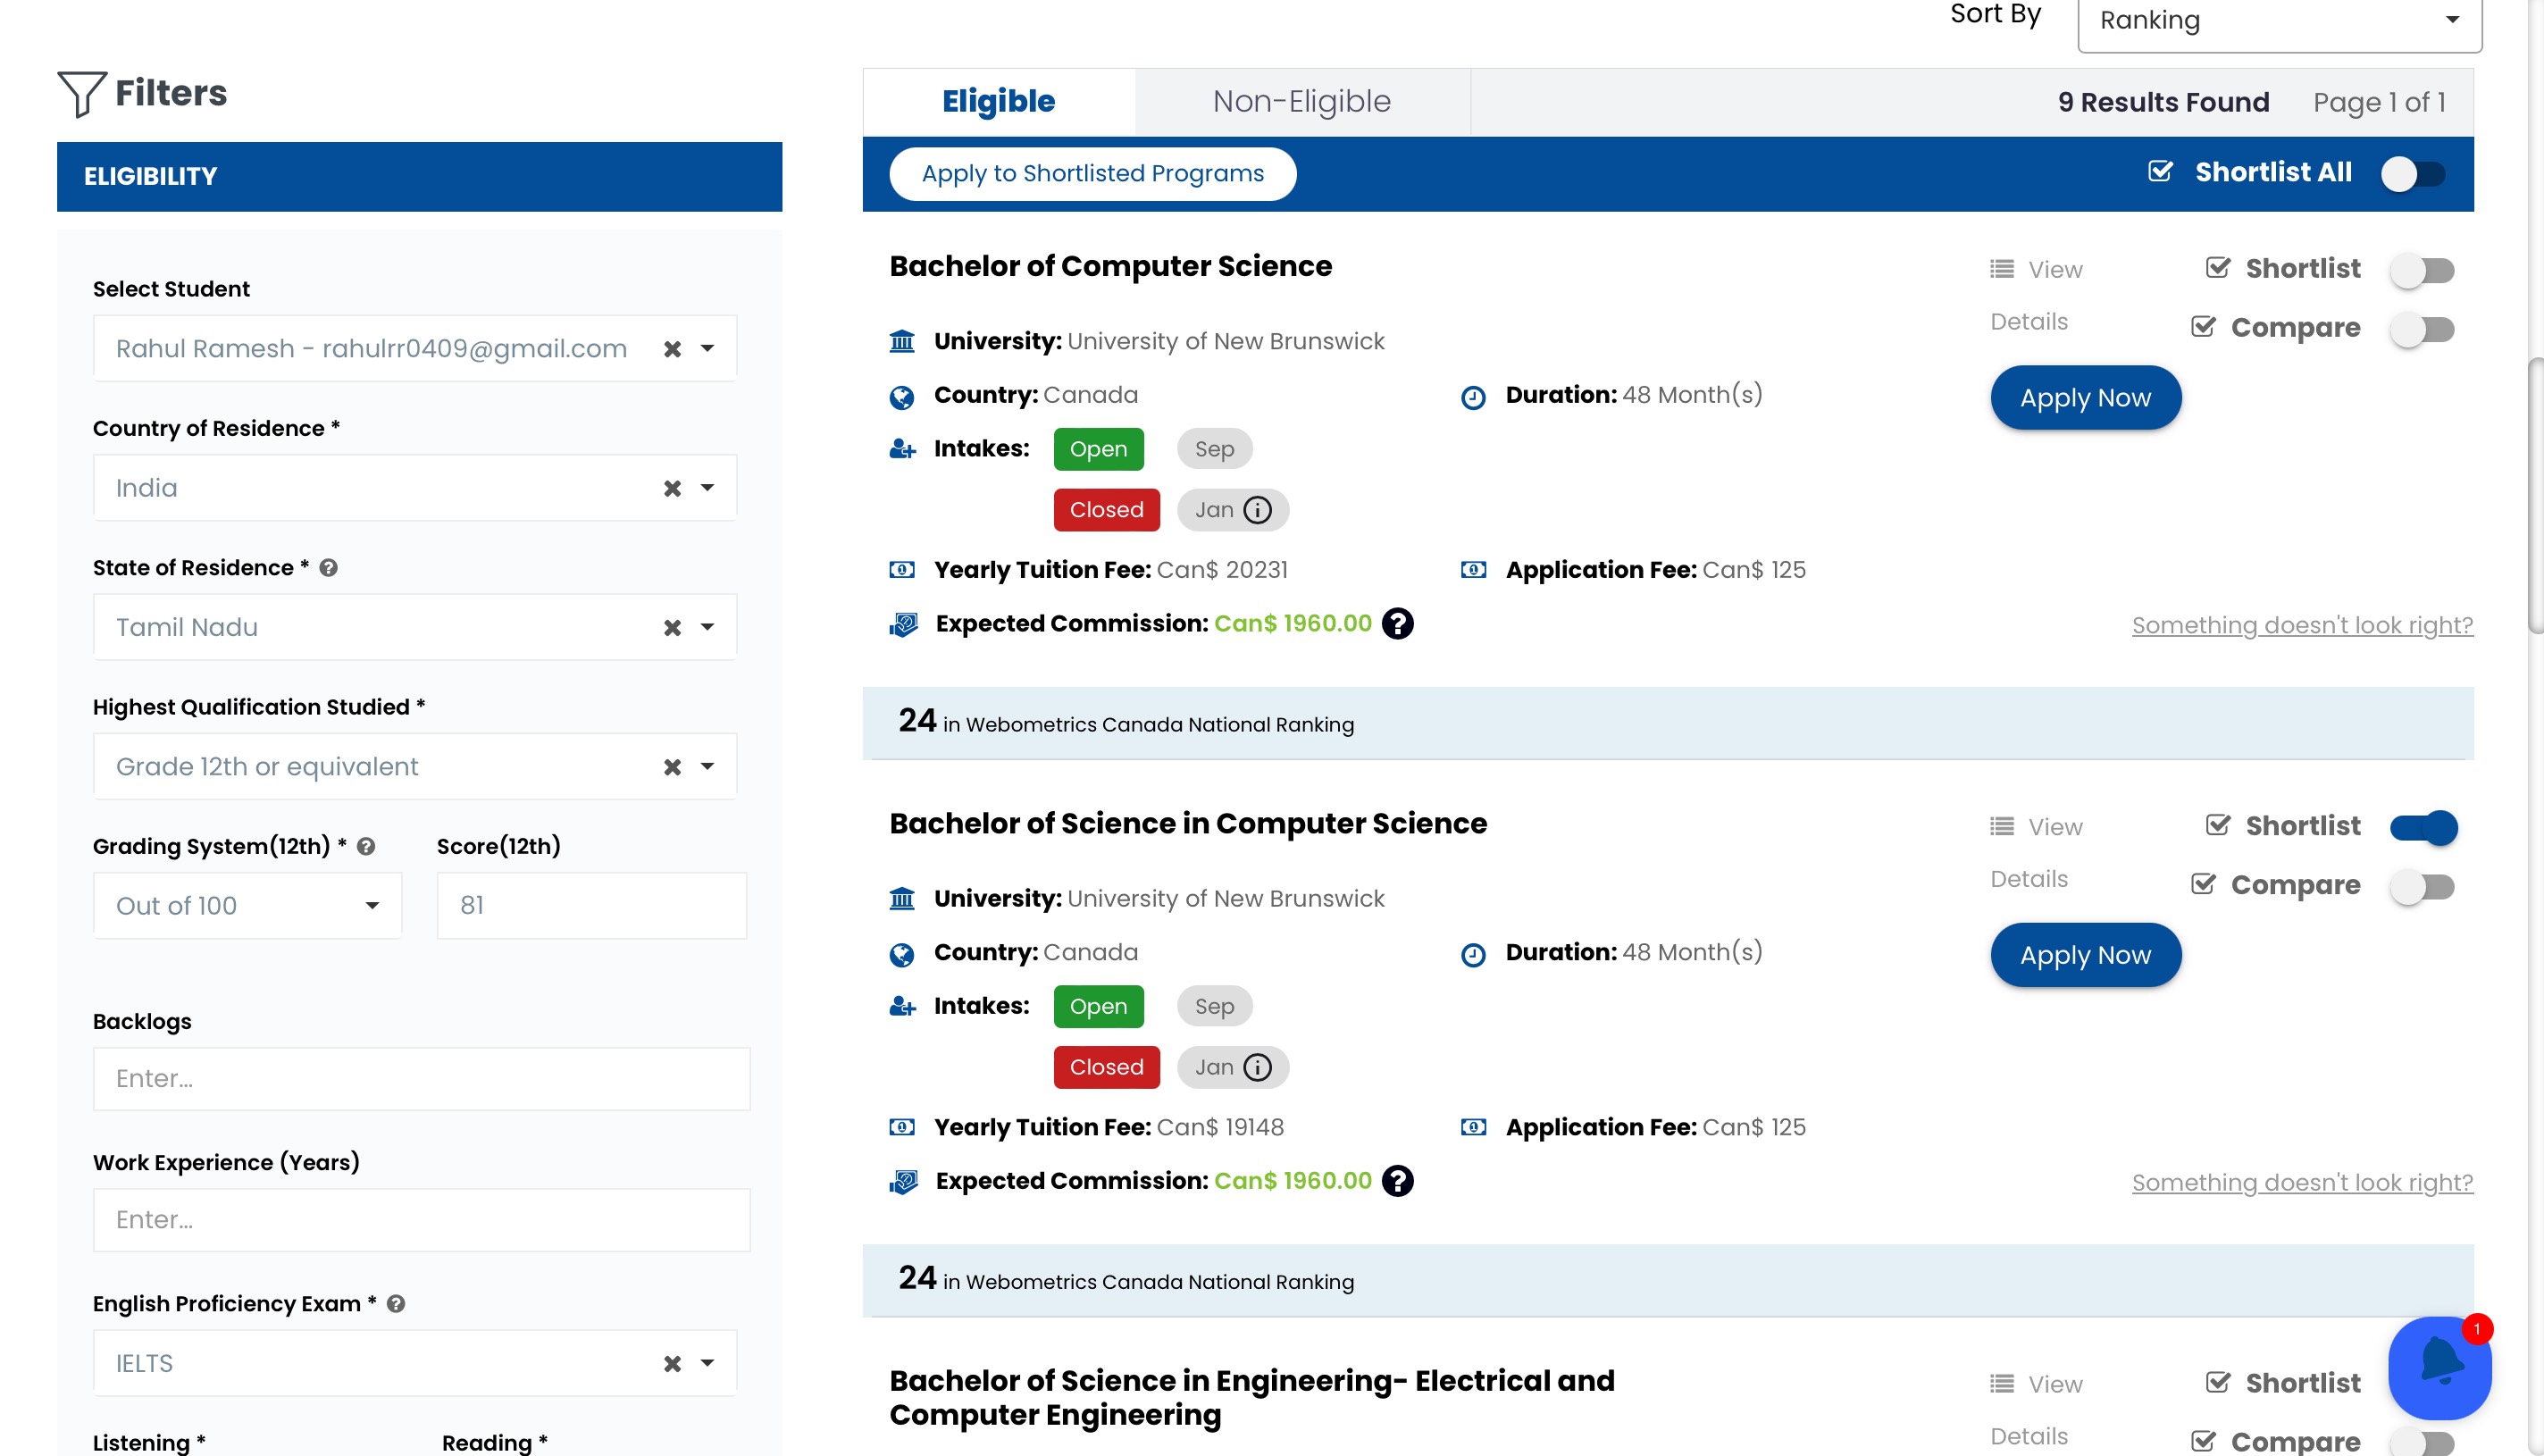 Sort By
Ranking
Filters
ELIGIBILITY
Select Student
Rahul Ramesh - rahulrr0409@gmail.com
Country of Residence *
India
State of Residence *
Tamil Nadu
Highest Qualification Studied *
Grade 12th or equivalent
Grading System(12th) * Score(12th)
Out of 100 81
Backlogs
Enter...
Work Experience (Years)
Enter...
English Proficiency Exam *
IELTS
Listening * Reading *
Eligible Non-Eligible 9 Results Found Page 1 of 1
Apply to Shortlisted Programs Shortlist All
Bachelor of Computer Science
View Details
Shortlist
Compare
Apply Now
University: University of New Brunswick
Country: Canada Duration: 48 Month(s)
Intakes: Open Sep
Closed Jan
Yearly Tuition Fee: Can$ 20231 Application Fee: Can$ 125
Expected Commission: Can$ 1960.00
Something doesn't look right?
24 in Webometrics Canada National Ranking
Bachelor of Science in Computer Science
View Details
Shortlist
Compare
Apply Now
University: University of New Brunswick
Country: Canada Duration: 48 Month(s)
Intakes: Open Sep
Closed Jan
Yearly Tuition Fee: Can$ 19148 Application Fee: Can$ 125
Expected Commission: Can$ 1960.00
Something doesn't look right?
24 in Webometrics Canada National Ranking
Bachelor of Science in Engineering- Electrical and
Computer Engineering
View Details
Shortlist
Compare
1